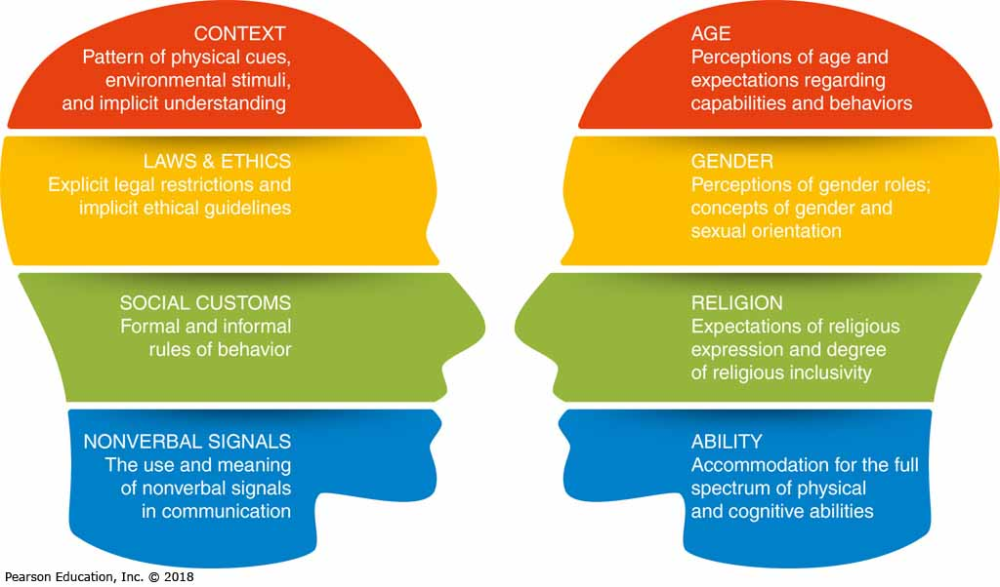 CONTEXT
Pattern of physical cues,
environmental stimuli,
and implicit understanding
LAWS & ETHICS
Explicit legal restrictions and
implicit ethical guidelines
SOCIAL CUSTOMS
Formal and informal
rules of behavior
NONVERBAL SIGNALS
The use and meaning
of nonverbal signals
in communication
AGE
Perceptions of age and
expectations regarding
capabilities and behaviors
GENDER
Perceptions of gender roles;
concepts of gender and
sexual orientation
RELIGION
Expectations of religious
expression and degree
of religious inclusivity
ABILITY
Accommodation for the full
spectrum of physical
and cognitive abilities
Pearson Education, Inc. © 2018